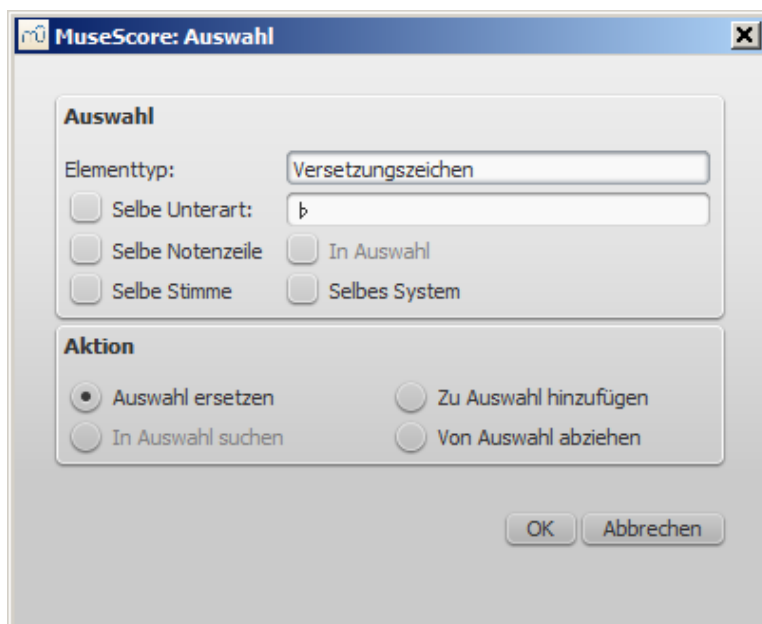 MuseScore: Auswahl
Auswahl
Elementtyp: Versetzungszeichen
Selbe Unterart: ♭
Selbe Notenzeile In Auswahl
Selbe Stimme Selbes System
Aktion
Auswahl ersetzen Zu Auswahl hinzufügen
In Auswahl suchen Von Auswahl abziehen
OK Abbrechen